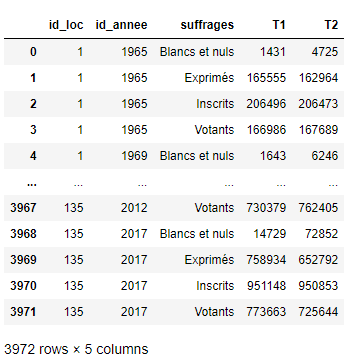 id_loc id_annee suffrages T1 T2
0 1 1965 Blancs et nuls 1431 4725
1 1 1965 Exprimés 165555 162964
2 1 1965 Inscrits 206496 206473
3 1 1965 Votants 166986 167689
4 1 1969 Blancs et nuls 1643 6246
... ... ... ... ... ...
3967 135 2012 Votants 730379 762405
3968 135 2017 Blancs et nuls 14729 72852
3969 135 2017 Exprimés 758934 652792
3970 135 2017 Inscrits 951148 950853
3971 135 2017 Votants 773663 725644
3972 rows × 5 columns